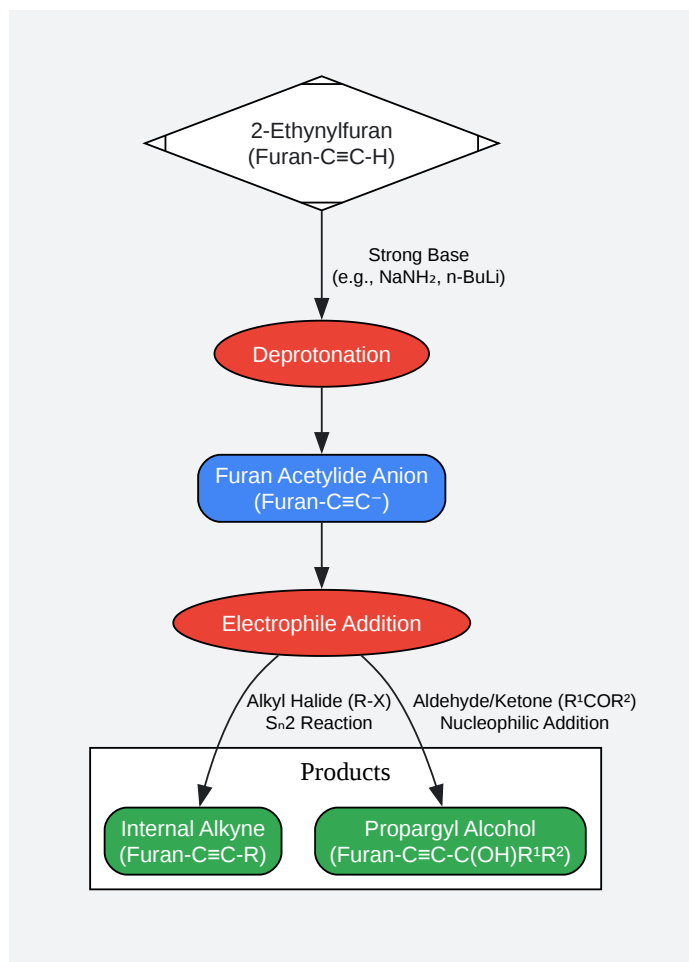 2-Ethynylfuran
(Furan-C≡C-H)
Strong Base
(e.g., NaNH₂, n-BuLi)
Deprotonation
Furan Acetylide Anion
(Furan-C≡C⁻)
Electrophile Addition
Alkyl Halide (R-X)
Sₙ2 Reaction
Aldehyde/Ketone (R¹COR²)
Nucleophilic Addition
Products
Internal Alkyne
(Furan-C≡C-R)
Propargyl Alcohol
(Furan-C≡C-C(OH)R¹R²)